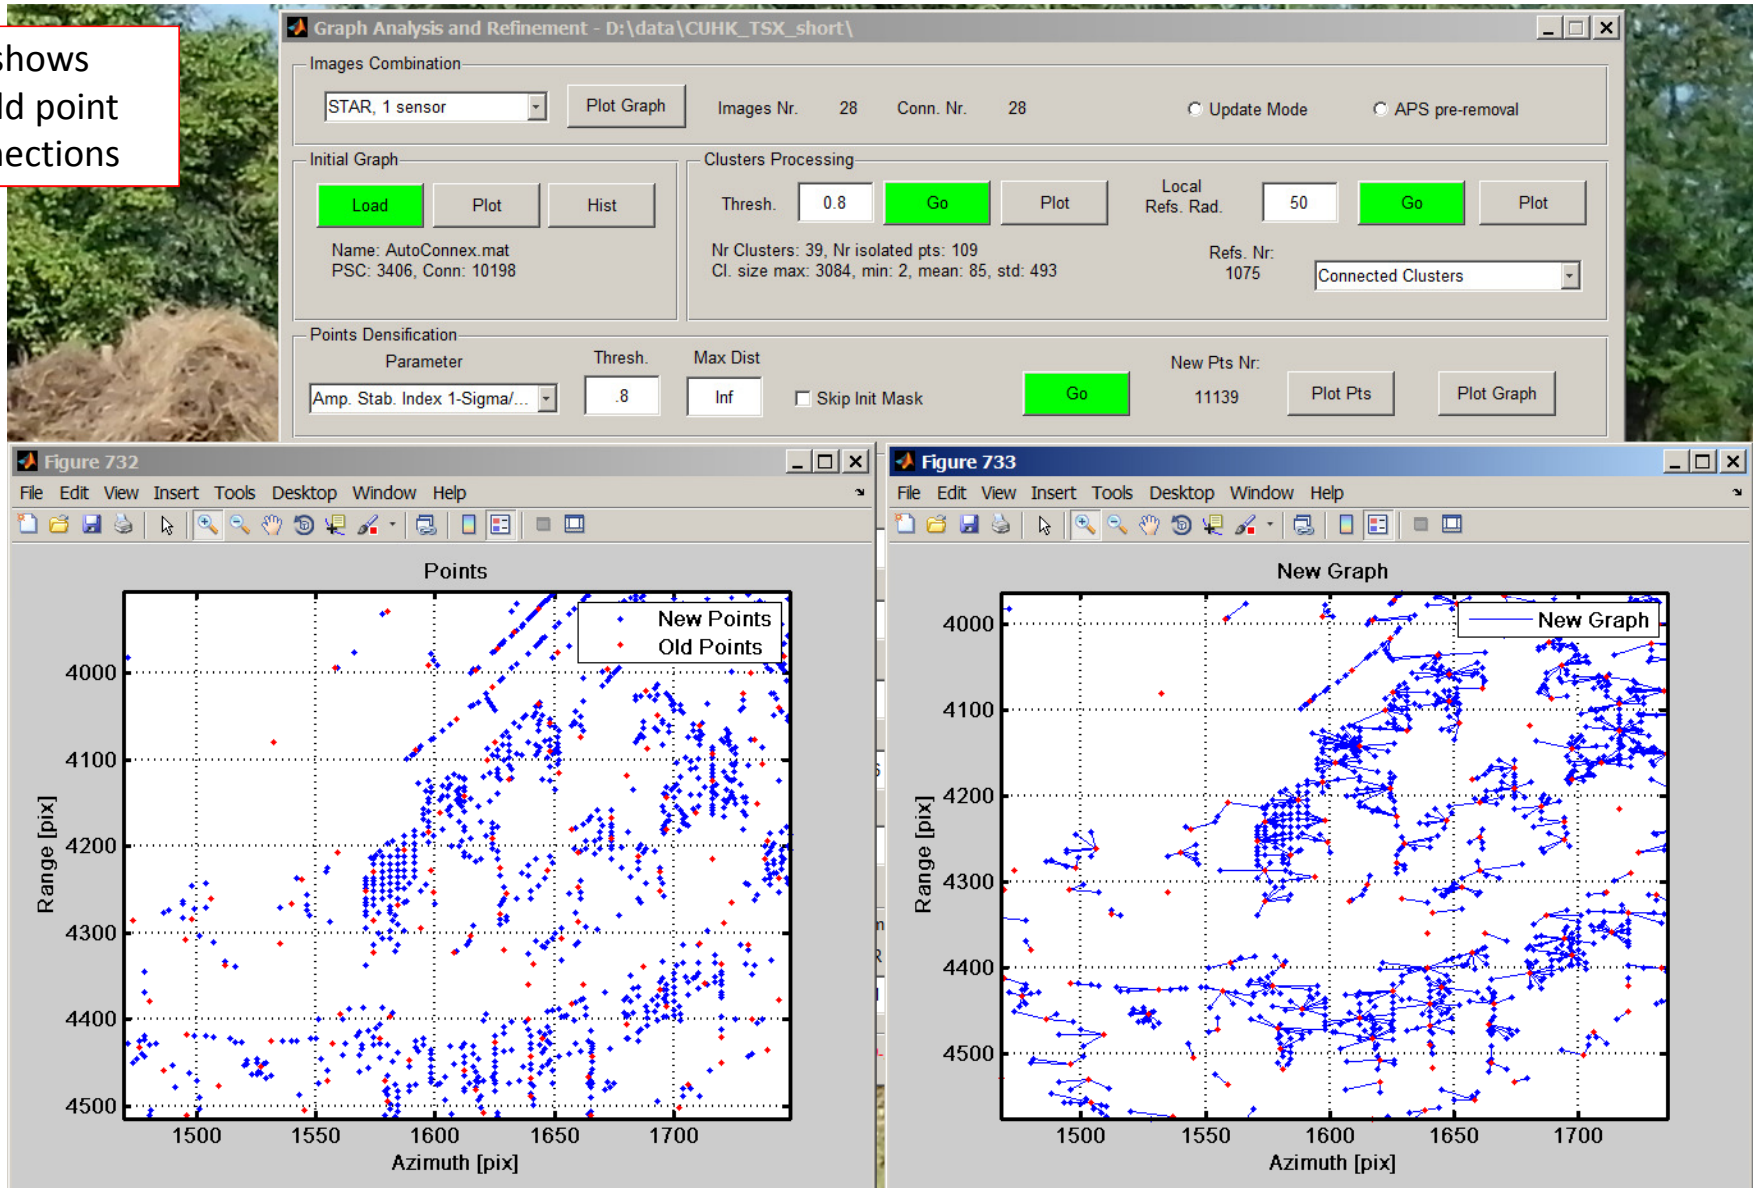 shows
ld point
nections
Graph Analysis and Refinement - D:\data\CUHK_TSX_short\
Images Combination
STAR, 1 sensor
Plot Graph
Images Nr. 28 Conn. Nr. 28
Update Mode
APS pre-removal
Initial Graph
Load
Plot
Hist
Name: AutoConnex.mat
PSC: 3406, Conn: 10198
Clusters Processing
Thresh. 0.8 Go Plot
Local
Refs. Rad. 50 Go Plot
Nr Clusters: 39, Nr isolated pts: 109
Cl. size max: 3084, min: 2, mean: 85, std: 493
Refs. Nr:
1075
Connected Clusters
Points Densification
Parameter
Thresh.
Max Dist
Amp. Stab. Index 1-Sigma/...
.8
Inf
Skip Init Mask
Go
New Pts Nr:
11139
Plot Pts
Plot Graph
Figure 732
File Edit View Insert Tools Desktop Window Help
Points
New Points
Old Points
4000
4100
4200
4300
4400
4500
Range [pix]
1500 1550 1600 1650 1700
Azimuth [pix]
Figure 733
File Edit View Insert Tools Desktop Window Help
New Graph
New Graph
4000
4100
4200
4300
4400
4500
Range [pix]
1500 1550 1600 1650 1700
Azimuth [pix]